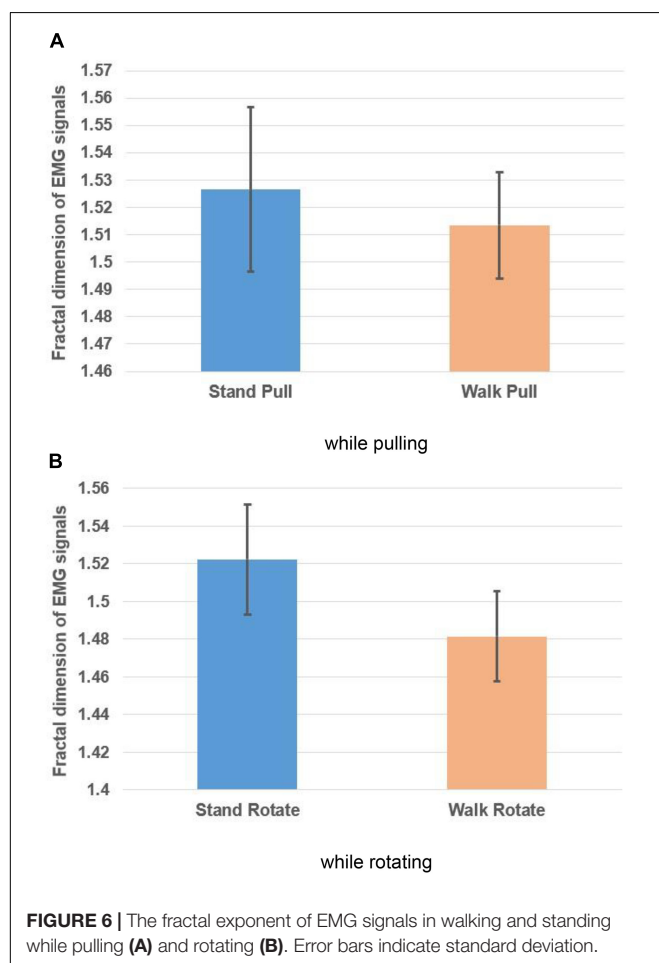 A
Fractal dimension of EMG signals
1.57
1.56
1.55
1.54
1.53
1.52
1.51
1.5
1.49
1.48
1.47
1.46
Stand Pull Walk Pull
while pulling
B
Fractal dimension of EMG signals
1.56
1.54
1.52
1.5
1.48
1.46
1.44
1.42
1.4
Stand Rotate Walk Rotate
while rotating
FIGURE 6 | The fractal exponent of EMG signals in walking and standing
while pulling (A) and rotating (B). Error bars indicate standard deviation.